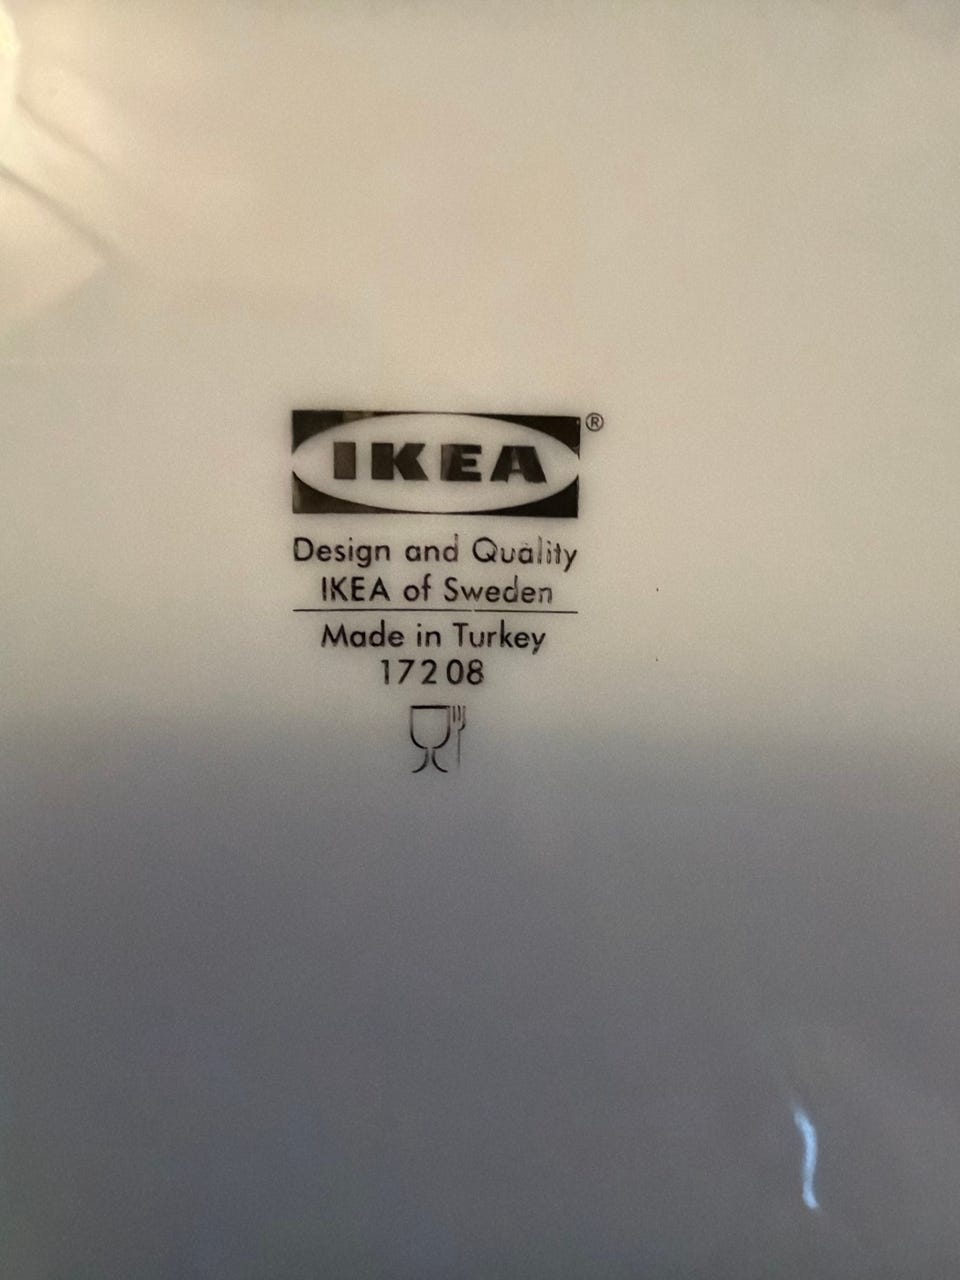 IKEA®
Design and Quality
IKEA of Sweden
Made in Turkey
17208